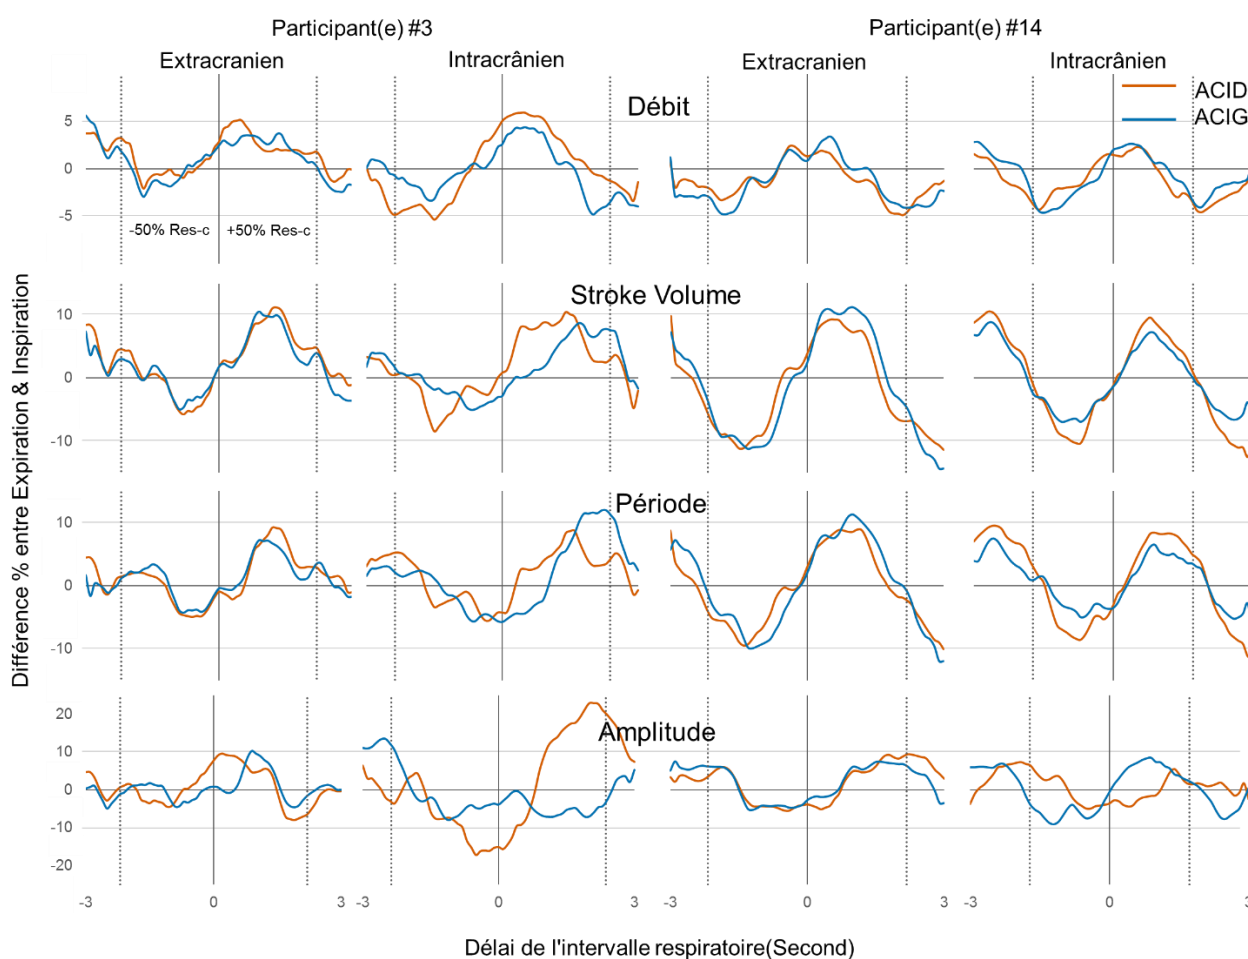 Participant(e) #3
Participant(e) #14
Extracranien
Intracrânien
Extracranien
Intracrânien
ACID
ACIG
Débit
5
0
-5
-50% Res-c
+50% Res-c
Stroke Volume
10
0
-10
Période
10
0
-10
Amplitude
20
10
0
-10
-20
-3
0
3
-3
0
3
-3
0
3
-3
0
3
Différence % entre Expiration & Inspiration
Délai de l'intervalle respiratoire(Second)